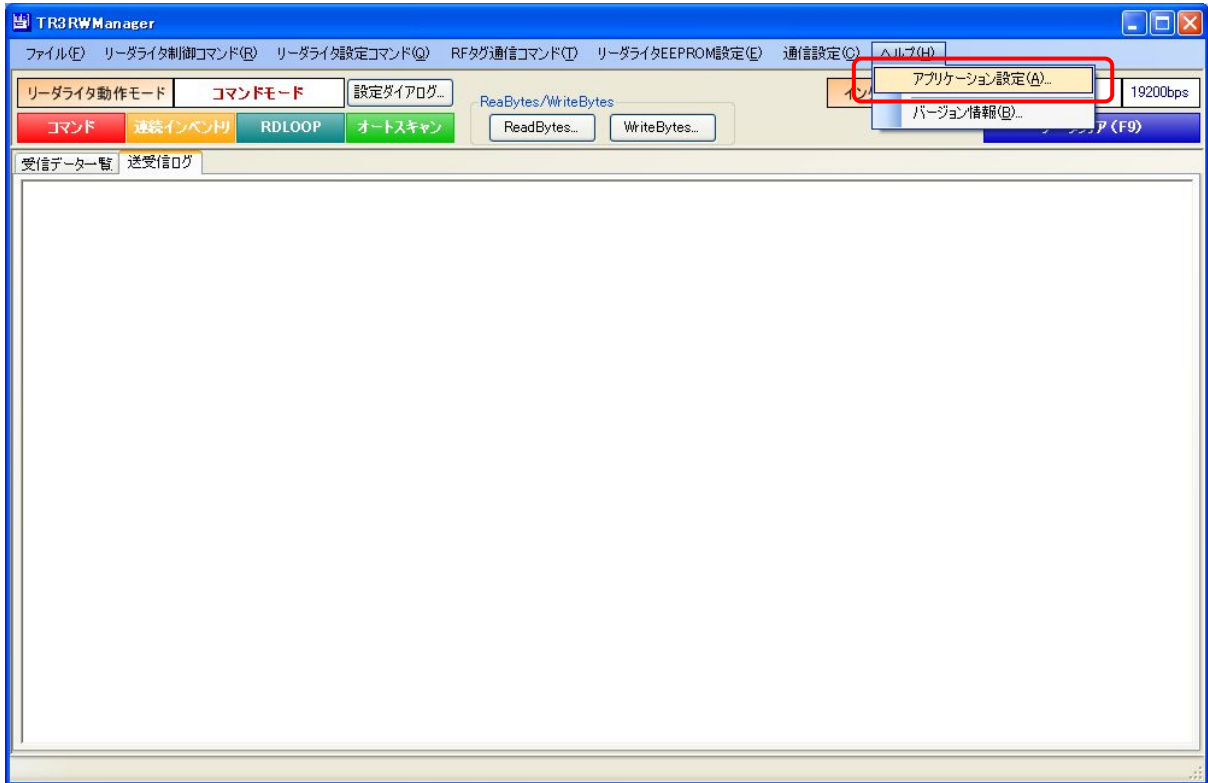 TR3RWManager
ファイル(F) リーダライタ制御コマンド(R) リーダライタ設定コマンド(Q) RFタグ通信コマンド(T) リーダライタEEPROM設定(E) 通信設定(C) ヘルプ(H)
アプリケーション設定(A)...
バージョン情報(B)...
リーダライタ動作モード コマンドモード 設定ダイアログ... ReaBytes/WriteBytes 19200bps
コマンド 連続インベントリ RDLOOP オートスキャン ReadBytes... WriteBytes... (F9)
受信データ一覧 送受信ログ